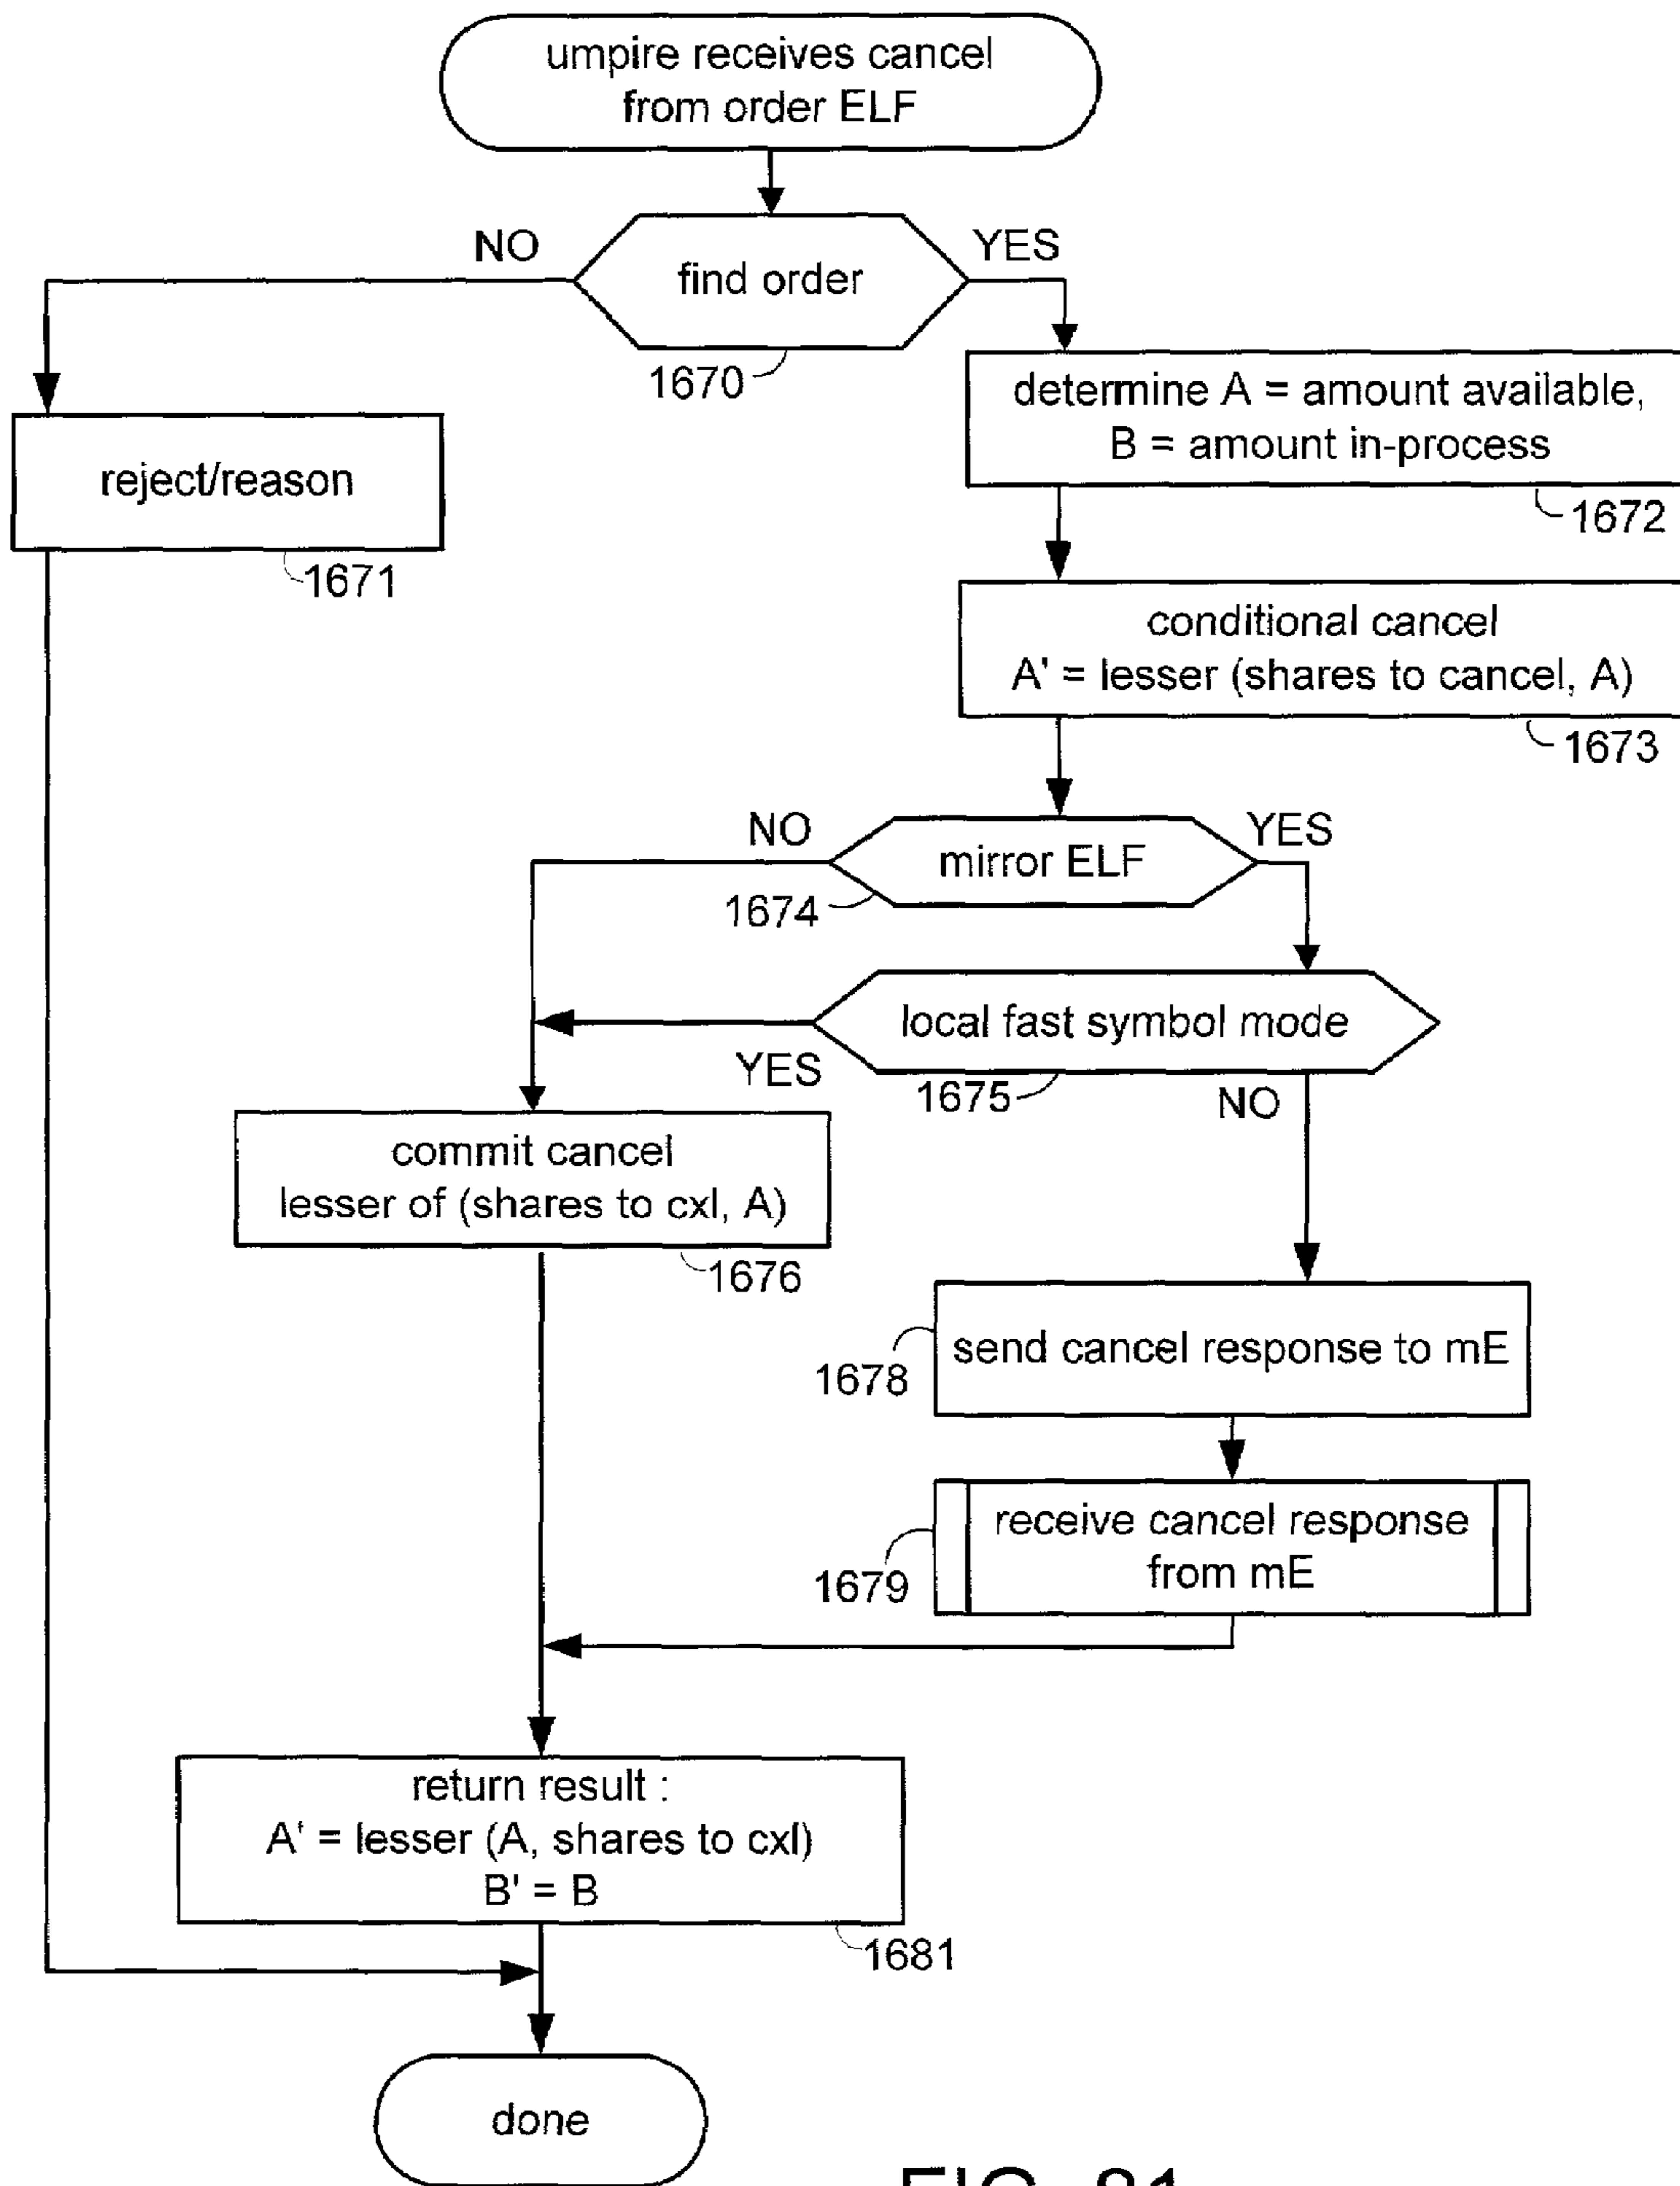 umpire receives cancel
from order ELF
NO
YES
find order
1670
determine A = amount available,
B = amount in-process
1672
reject/reason
1671
conditional cancel
A' = lesser (shares to cancel, A)
1673
NO
YES
mirror ELF
1674
local fast symbol mode
YES
1675
NO
commit cancel
lesser of (shares to cxl, A)
1676
send cancel response to mE
1678
receive cancel response
from mE
1679
return result :
A' = lesser (A, shares to cxl)
B' = B
1681
done